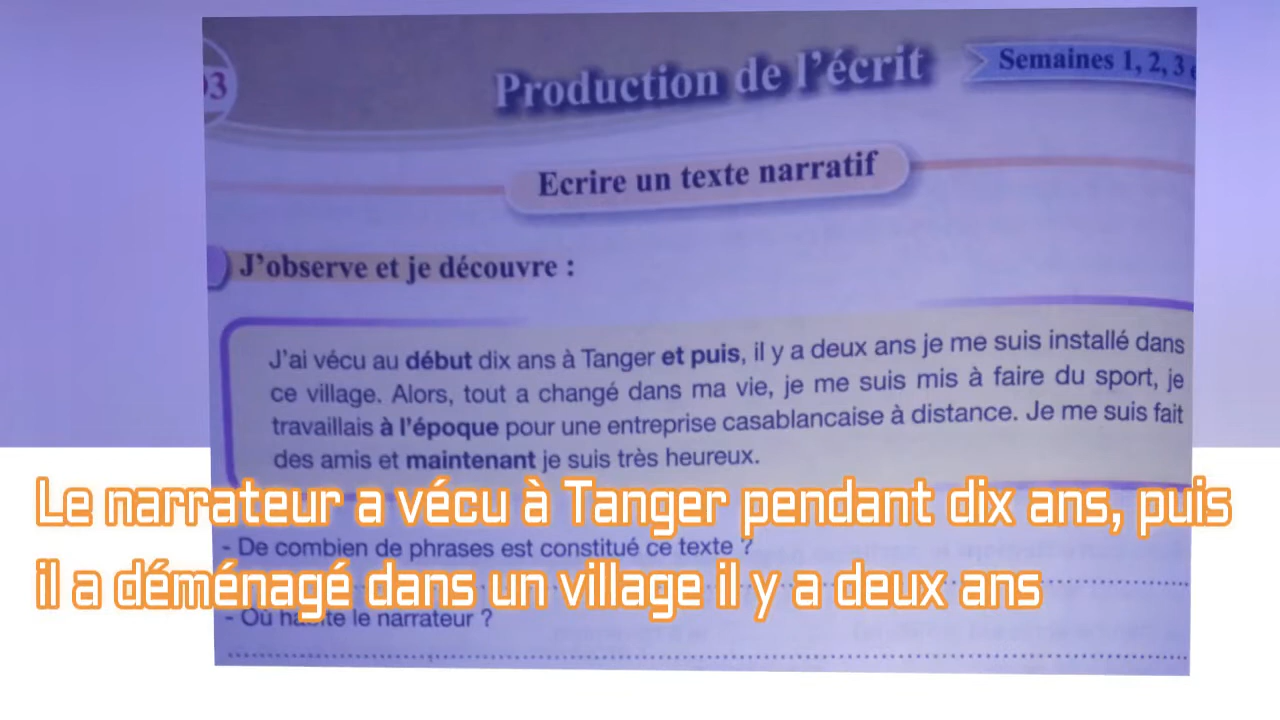 03
Production de l'écrit
Semaines 1, 2, 3
Ecrire un texte narratif
J'observe et je découvre :
J'ai vécu au début dix ans à Tanger et puis, il y a deux ans je me suis installé dans
ce village. Alors, tout a changé dans ma vie, je me suis mis à faire du sport, je
travaillais à l'époque pour une entreprise casablancaise à distance. Je me suis fait
des amis et maintenant je suis très heureux.
Le narrateur a vécu à Tanger pendant dix ans, puis
- De combien de phrases est constitué ce texte ?
il a déménagé dans un village il y a deux ans
- Où habite le narrateur ?